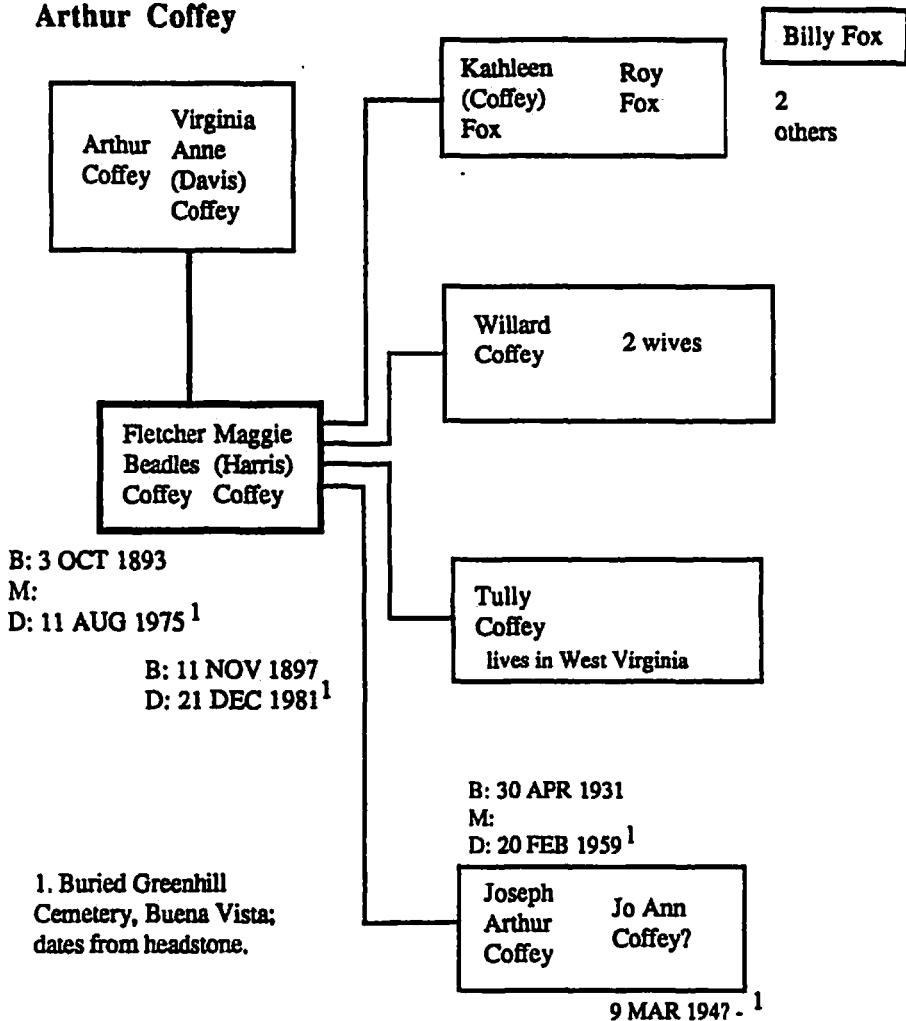 Arthur Coffey
Arthur
Coffey
Virginia
Anne
(Davis)
Coffey
Kathleen
(Coffey)
Fox
Roy
Fox
Billy Fox
2
others
Willard
Coffey
2 wives
Fletcher
Beadles
Coffey
Maggie
(Harris)
Coffey
B: 3 OCT 1893
M:
D: 11 AUG 1975 1
B: 11 NOV 1897
D: 21 DEC 1981 1
Tully
Coffey
lives in West Virginia
B: 30 APR 1931
M:
D: 20 FEB 1959 1
Joseph
Arthur
Coffey
Jo Ann
Coffey?
9 MAR 194? - 1
1. Buried Greenhill
Cemetery, Buena Vista;
dates from headstone.